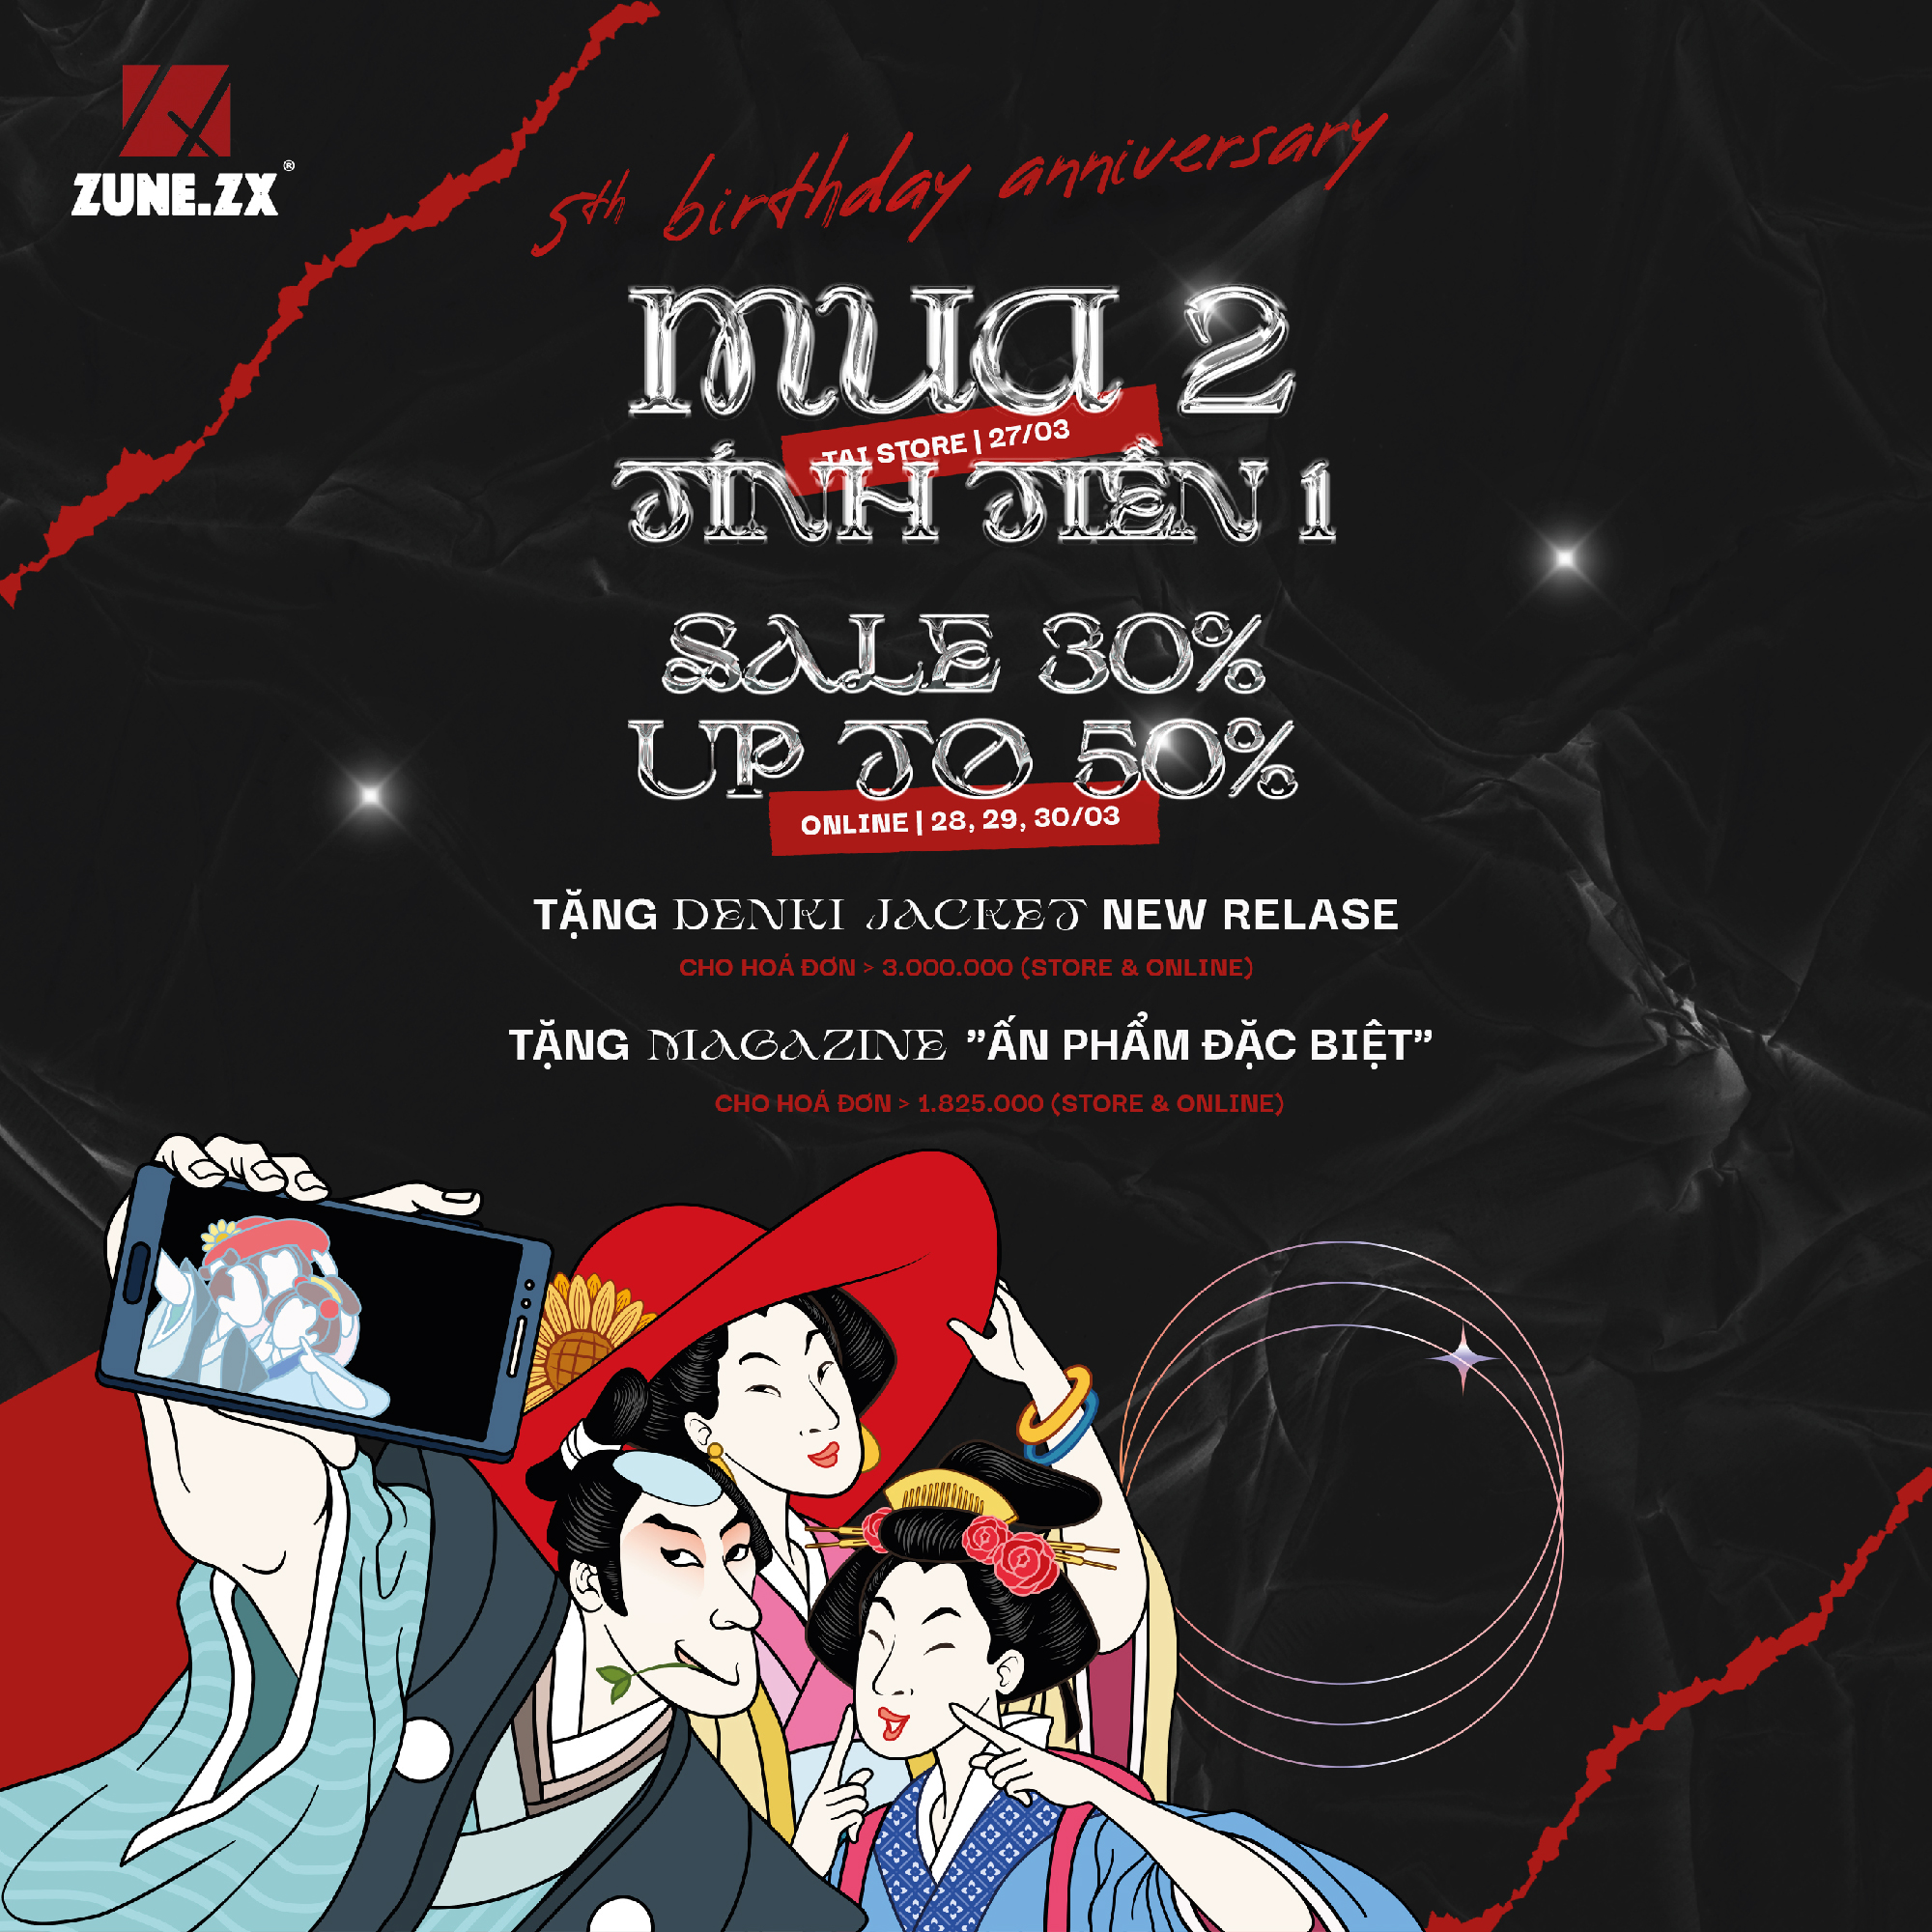 ZUNE.ZX®
5th birthday anniversary
MUA 2
TẠI STORE | 27/03
TÍNH TIỀN 1
SALE 30%
UP TO 50%
ONLINE | 28, 29, 30/03
TẶNG DENKI JACKET NEW RELASE
CHO HOÁ ĐƠN > 3.000.000 (STORE & ONLINE)
TẶNG MAGAZINE ”ẤN PHẨM ĐẶC BIỆT”
CHO HOÁ ĐƠN > 1.825.000 (STORE & ONLINE)